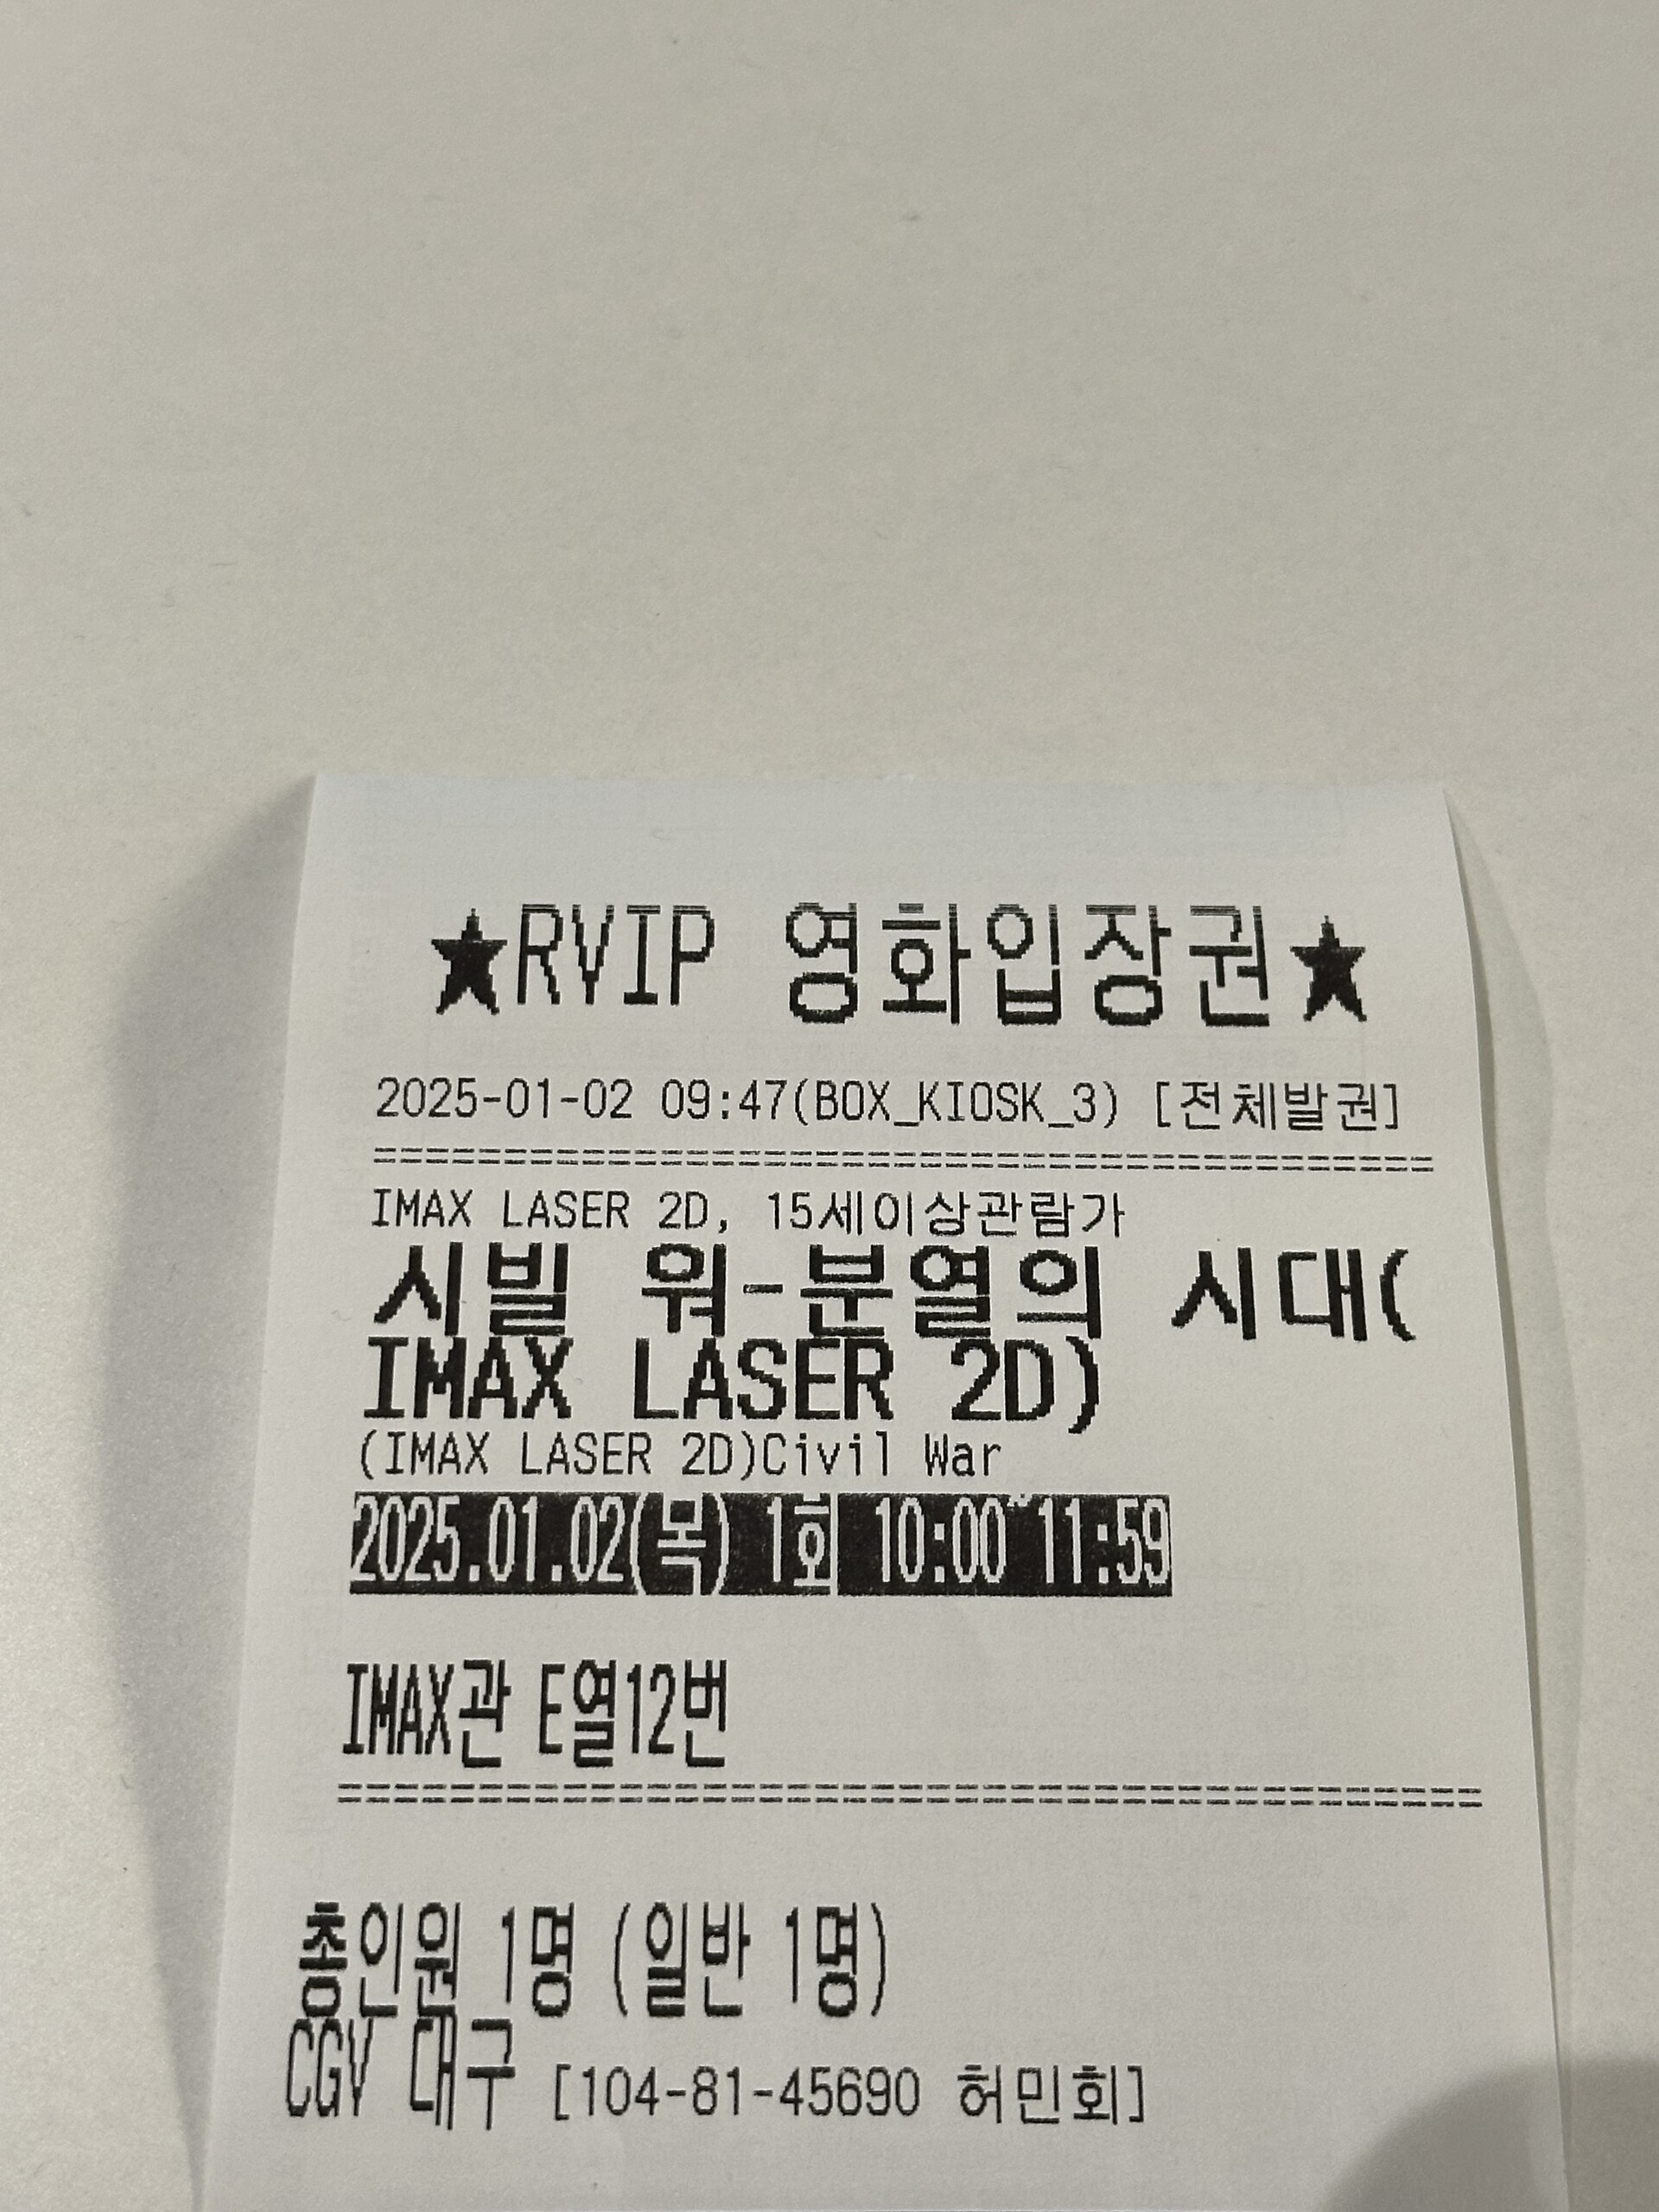 ★RVIP 영화입장권★
2025-01-02 09:47(BOX_KIOSK_3) [전체발권]
========================================
IMAX LASER 2D, 15세이상관람가
시빌 워-분열의 시대(
IMAX LASER 2D)
(IMAX LASER 2D)Civil War
2025.01.02(목) 1회 10:00~11:59
IMAX관 E열12번
============================================
총인원 1명 (일반 1명)
CGV 대구 [104-81-45690 허민회]